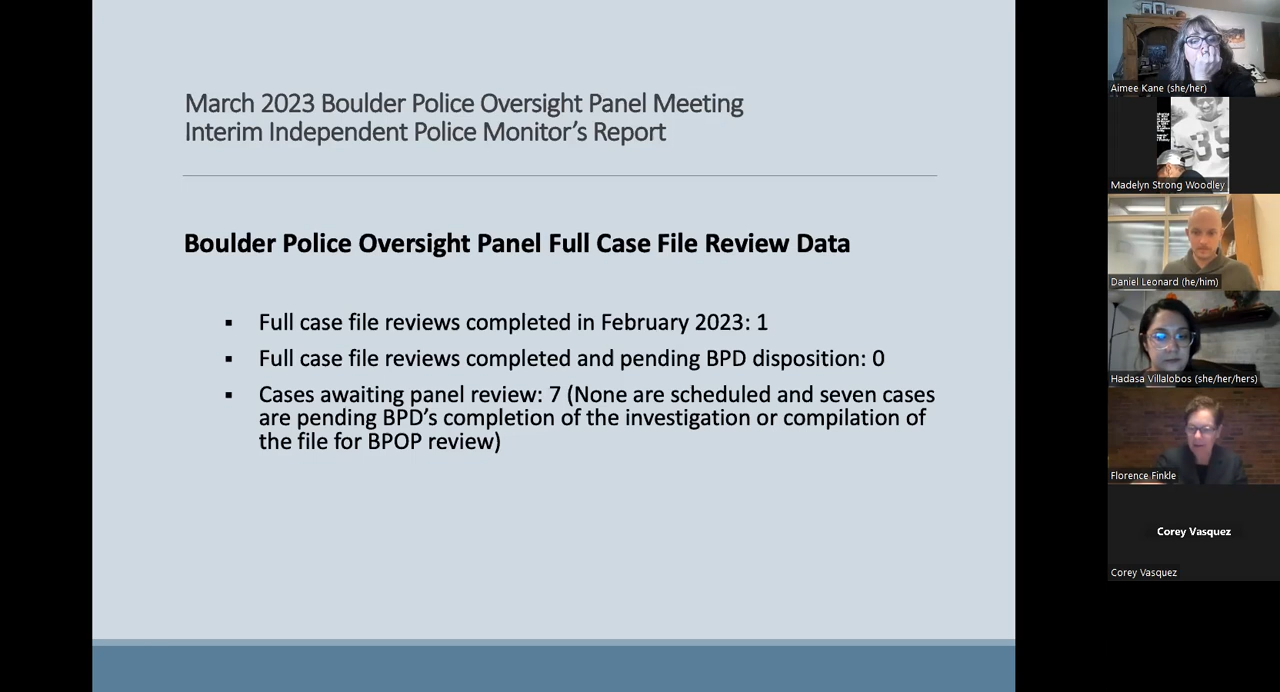 March 2023 Boulder Police Oversight Panel Meeting
Interim Independent Police Monitor's Report
Boulder Police Oversight Panel Full Case File Review Data
▪ Full case file reviews completed in February 2023: 1
▪ Full case file reviews completed and pending BPD disposition: 0
▪ Cases awaiting panel review: 7 (None are scheduled and seven cases
are pending BPD's completion of the investigation or compilation of
the file for BPOP review)
Aimee Kane (she/her)
35
Madelyn Strong Woodley
Daniel Leonard (he/him)
Hadasa Villalobos (she/her/hers)
Florence Finkle
Corey Vasquez
Corey Vasquez